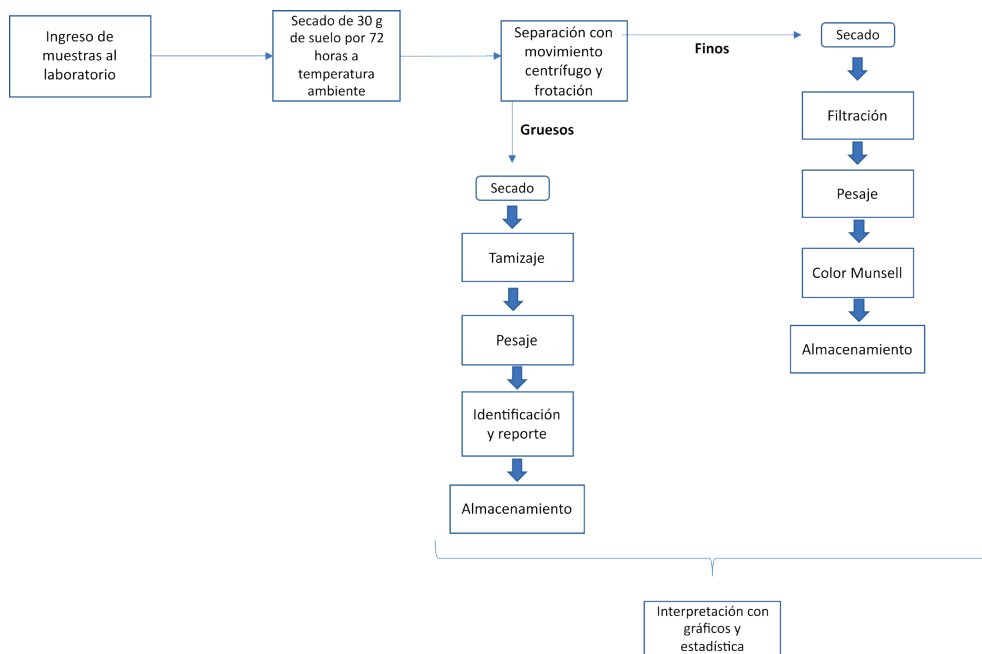 Ingreso de
muestras al
laboratorio
Secado de 30 g
de suelo por 72
horas a
temperatura
ambiente
Separación con
movimiento
centrífugo y
frotación
Finos
Gruesos
Secado
Tamizaje
Pesaje
Identificación
y reporte
Almacenamiento
Secado
Filtración
Pesaje
Color Munsell
Almacenamiento
Interpretación con
gráficos y
estadística